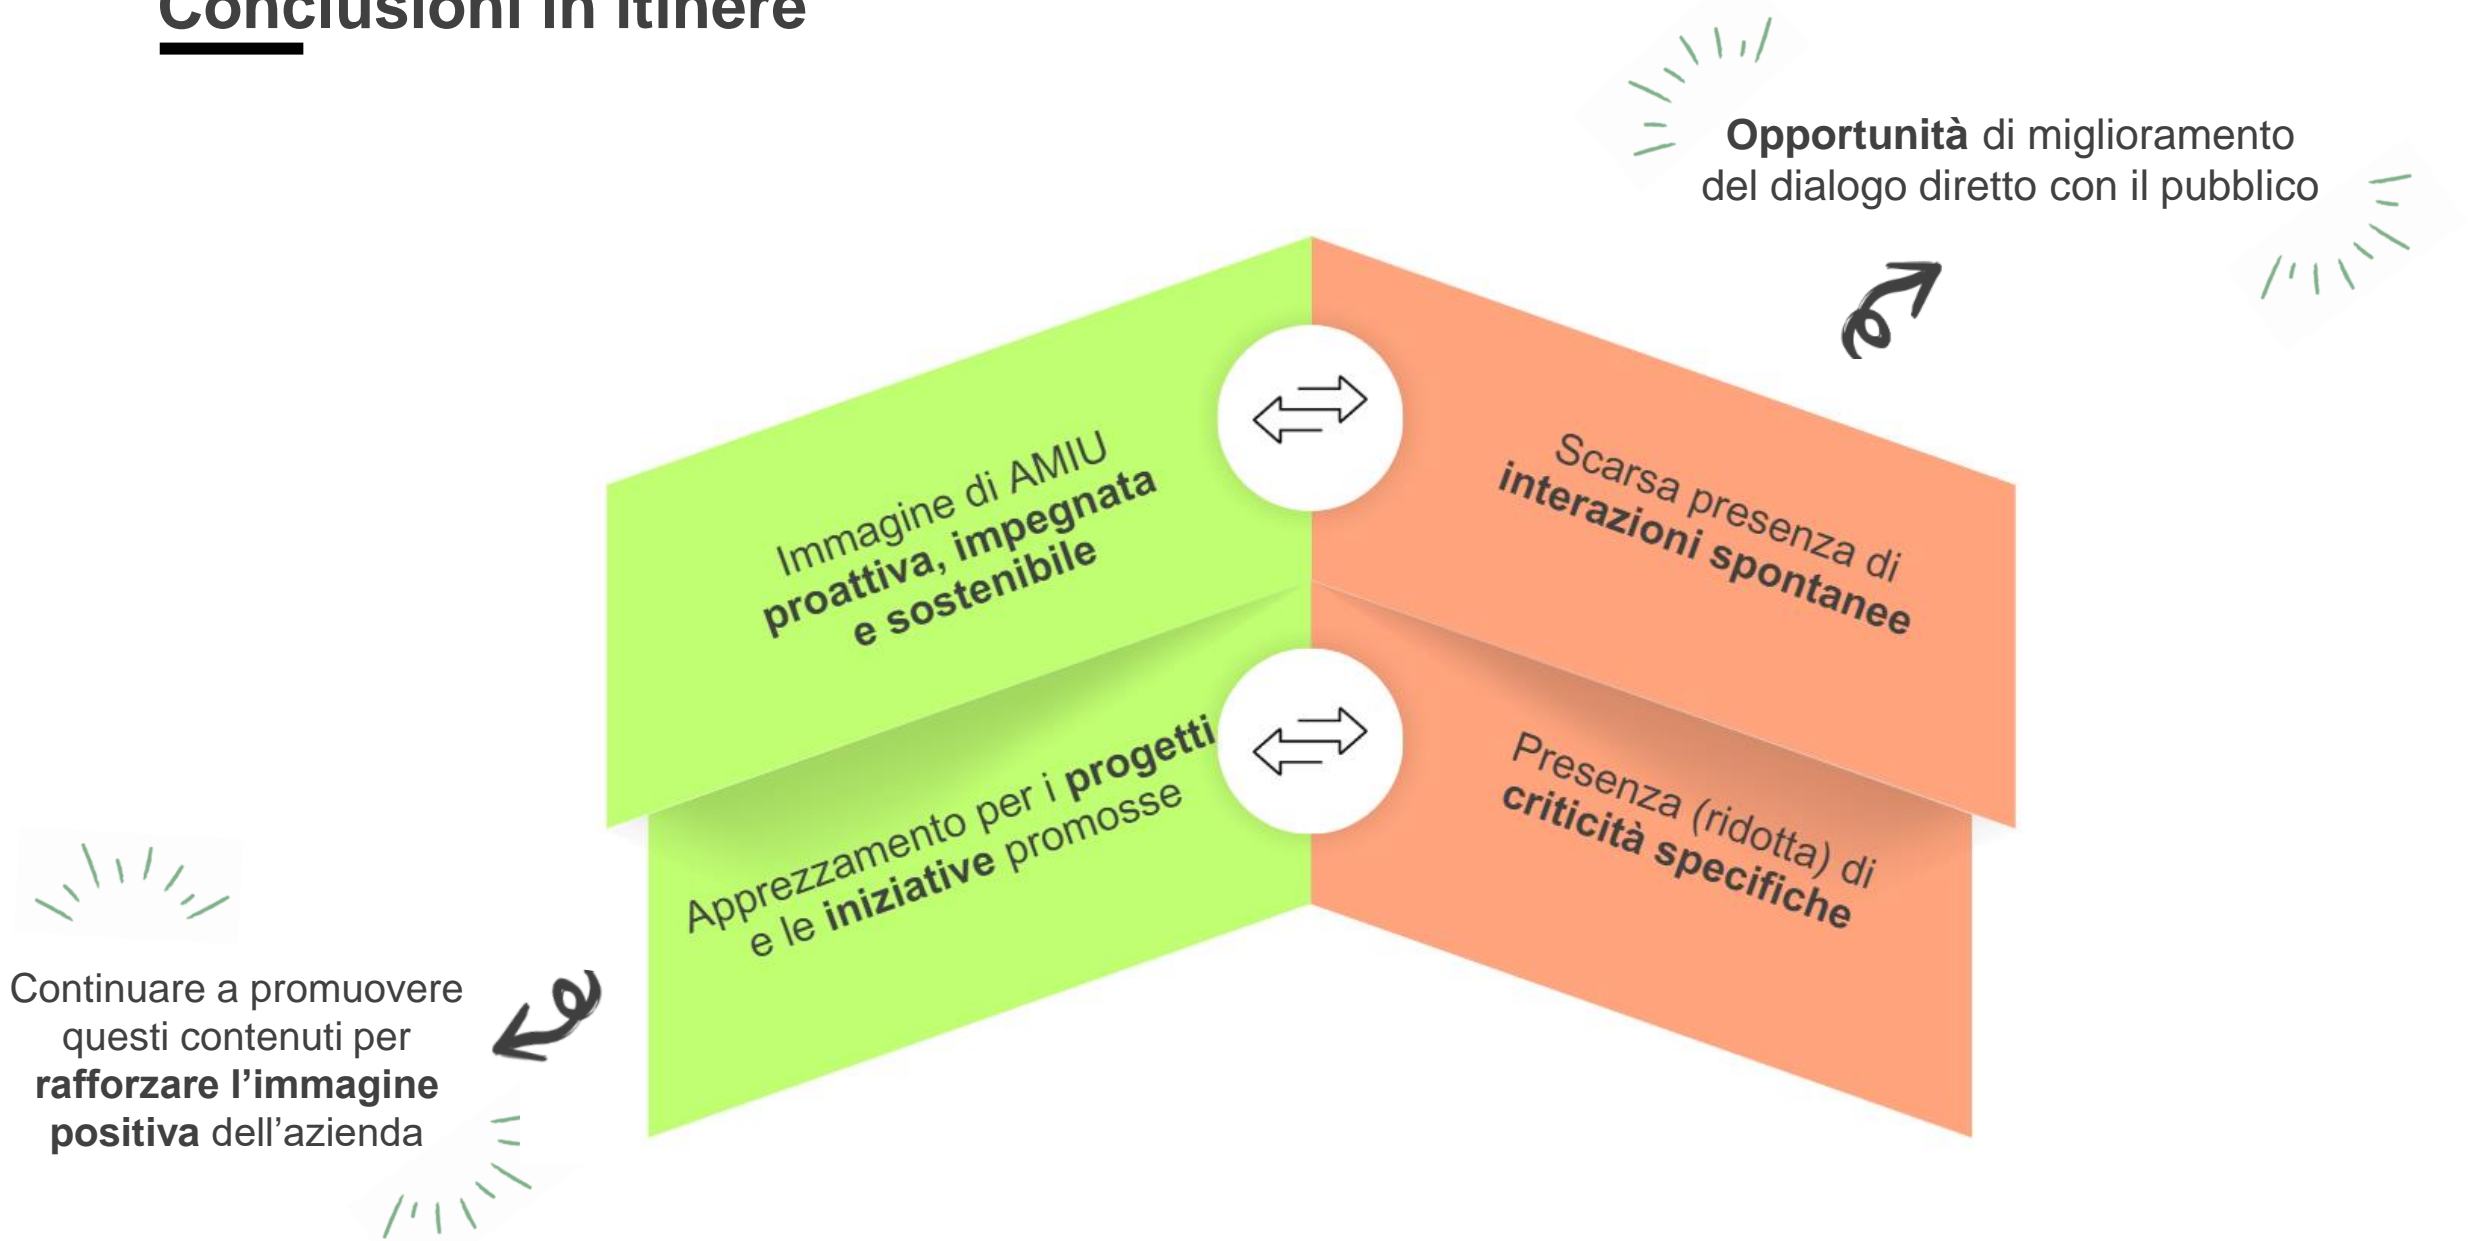 Conclusioni in itinere
Opportunità di miglioramento
del dialogo diretto con il pubblico
Immagine di AMIU
proattiva, impegnata
e sostenibile
Scarsa presenza di
interazioni spontanee
Apprezzamento per i progetti
e le iniziative promosse
Presenza (ridotta) di
criticità specifiche
Continuare a promuovere
questi contenuti per
rafforzare l’immagine
positiva dell’azienda